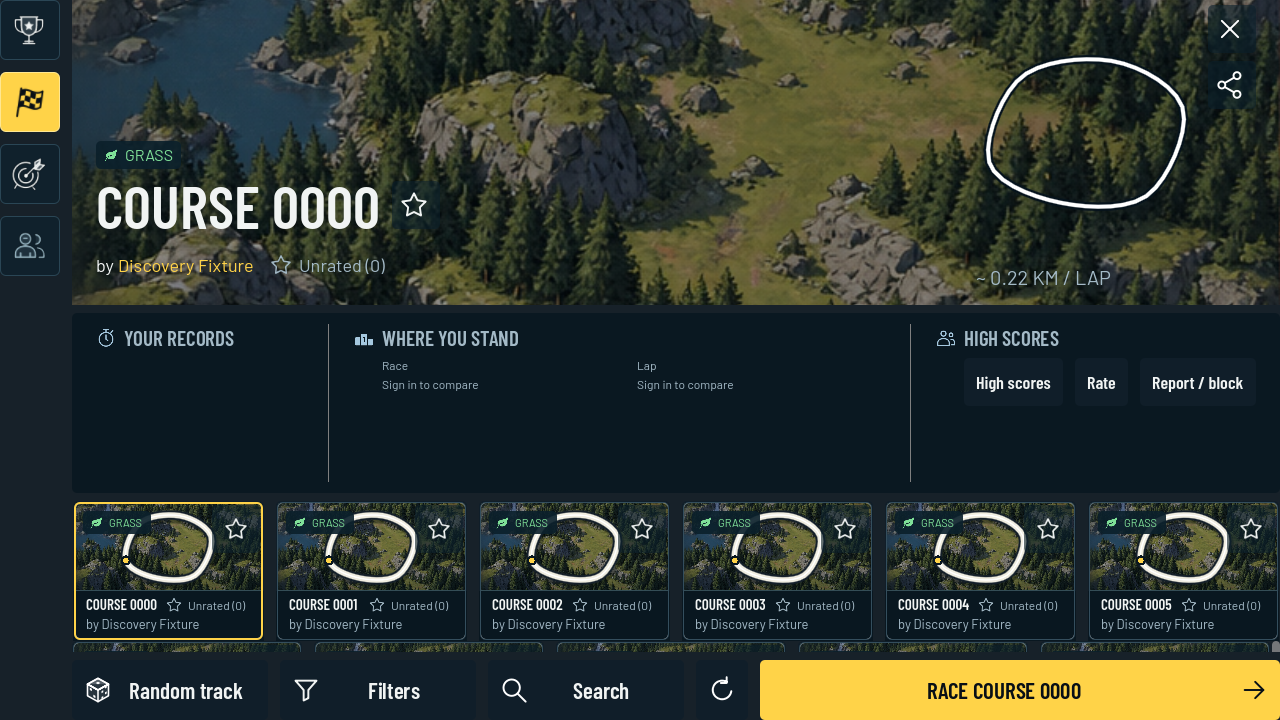 GRASS
COURSE 0000
by Discovery Fixture
Unrated (0)
~ 0.22 KM / LAP
YOUR RECORDS
WHERE YOU STAND
Race
Sign in to compare
Lap
Sign in to compare
HIGH SCORES
High scores
Rate
Report / block
GRASS
COURSE 0000
Unrated (0)
by Discovery Fixture
GRASS
COURSE 0001
Unrated (0)
by Discovery Fixture
GRASS
COURSE 0002
Unrated (0)
by Discovery Fixture
GRASS
COURSE 0003
Unrated (0)
by Discovery Fixture
GRASS
COURSE 0004
Unrated (0)
by Discovery Fixture
GRASS
COURSE 0005
Unrated (0)
by Discovery Fixture
Random track
Filters
Search
RACE COURSE 0000